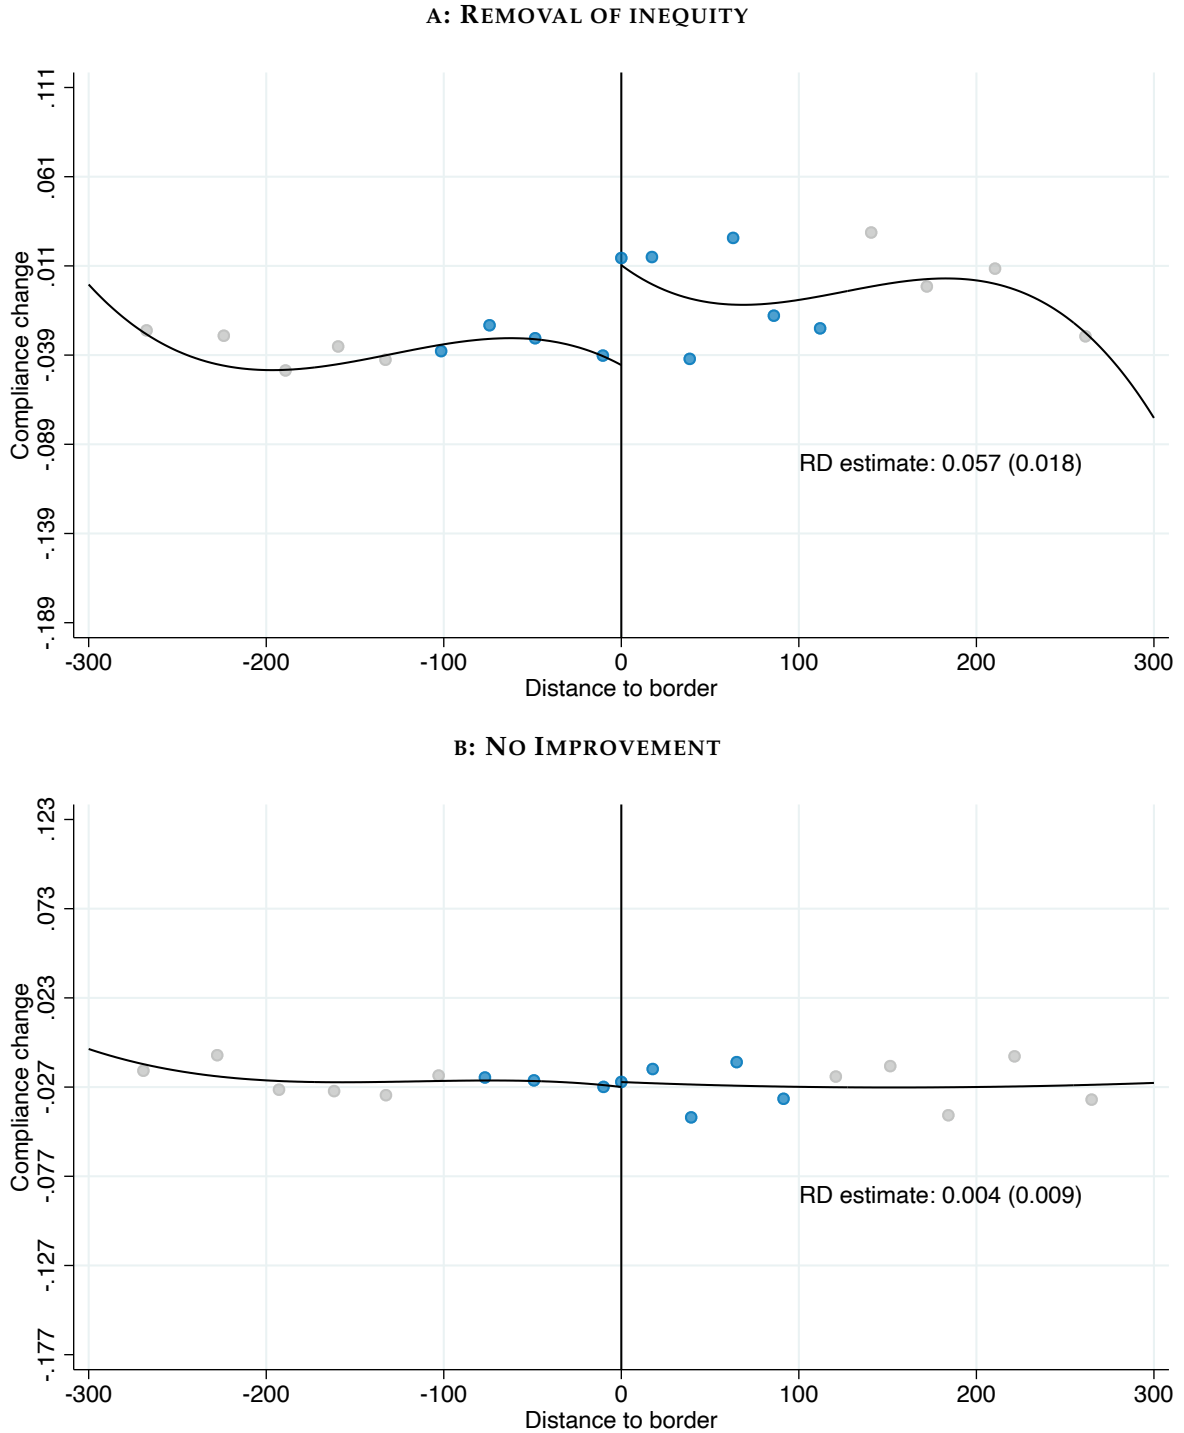 A: REMOVAL OF INEQUITY
.111
.061
.011
-.039
-.089
-.139
-.189
Compliance change
RD estimate: 0.057 (0.018)
-300 -200 -100 0 100 200 300
Distance to border
B: NO IMPROVEMENT
.123
.073
.023
-.027
-.077
-.127
-.177
Compliance change
RD estimate: 0.004 (0.009)
-300 -200 -100 0 100 200 300
Distance to border